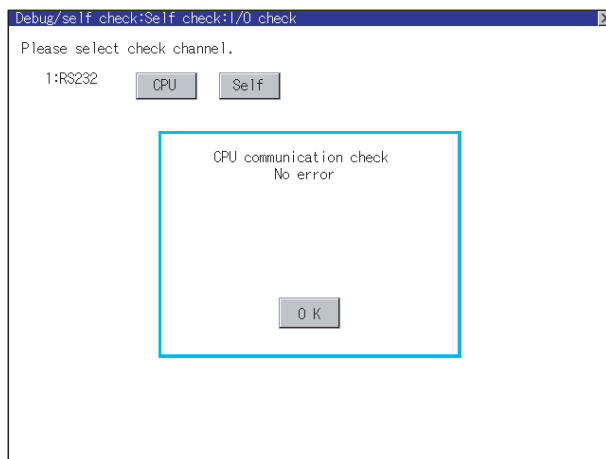 Debug/self check:Self check:I/O check
Please select check channel.
1:RS232 CPU Self
CPU communication check
No error
O K